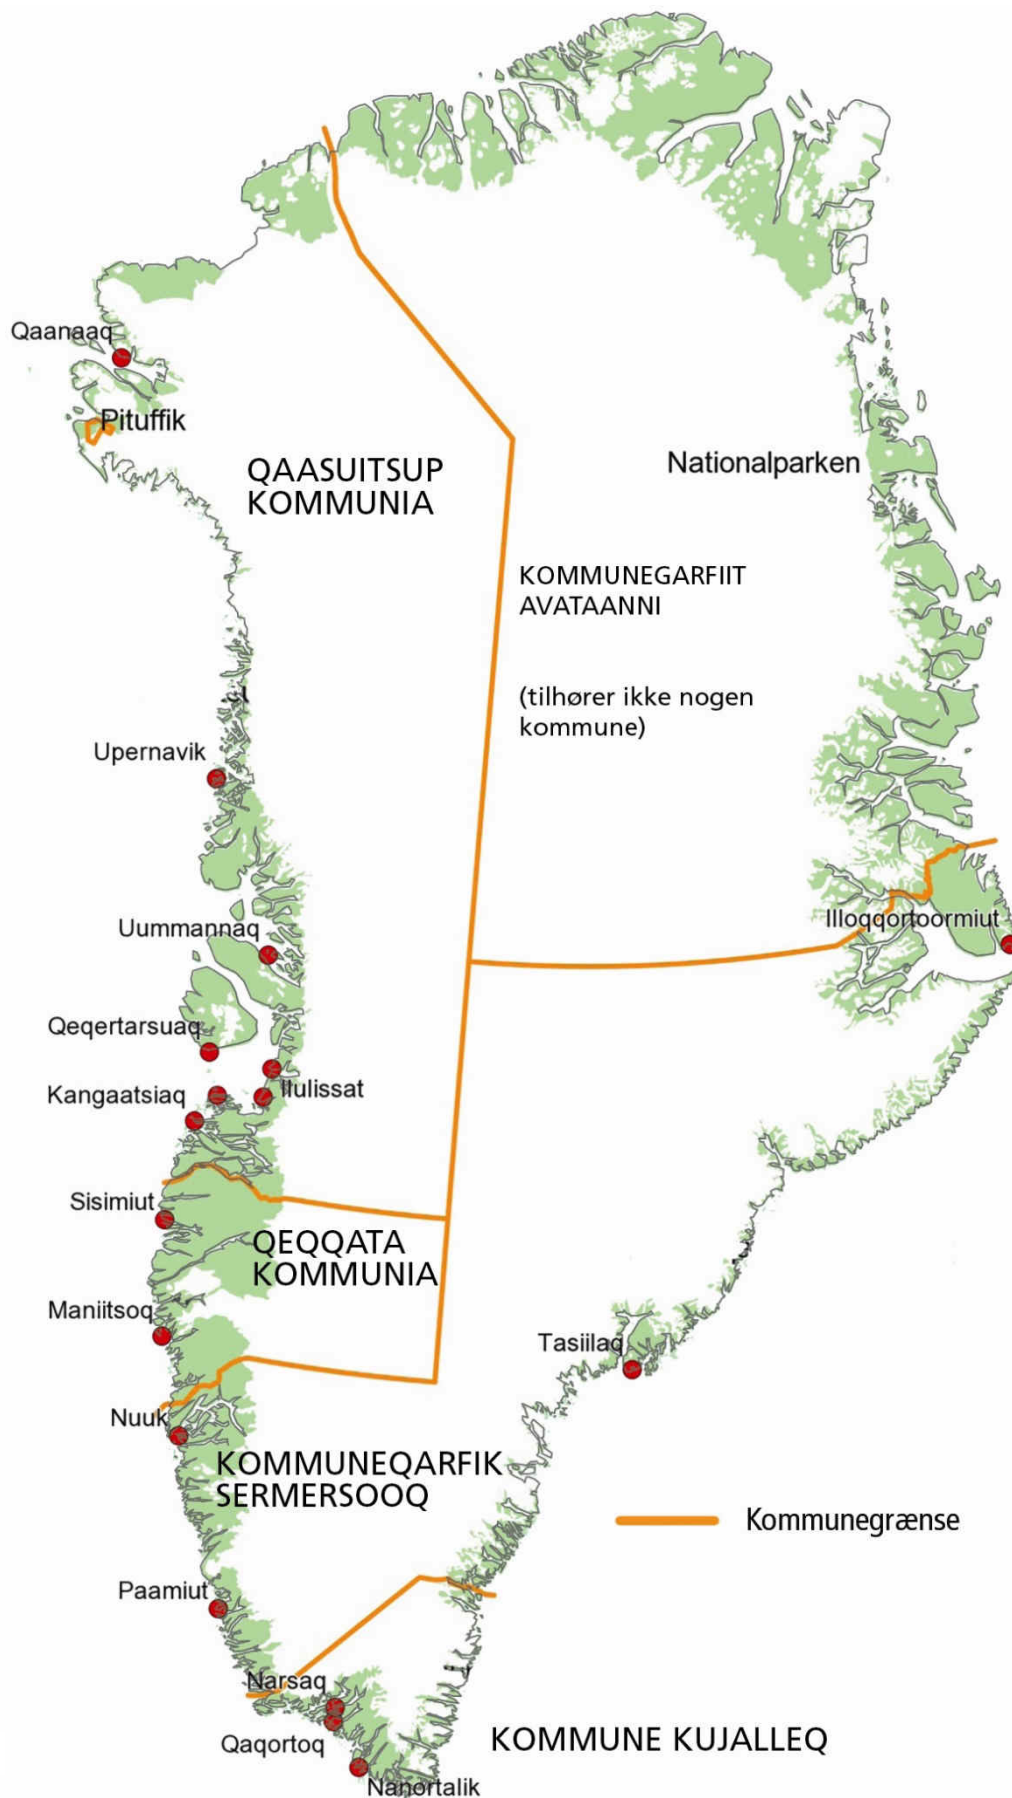 Qaanaaq
Pituffik
QAASUITSUP
KOMMUNIA
Nationalparken
KOMMUNEGARFIIT
AVATAANNI
(tilhører ikke nogen
kommune)
Upernavik
Uummannaq
Illoqqortoormiut
Qeqertarsuaq
Kangaatsiaq
Ilulissat
Sisimiut
QEQQATA
KOMMUNIA
Maniitsoq
Tasiilaq
Nuuk
KOMMUNEQARFIK
SERMERSOOQ
Kommunegrænse
Paamiut
Narsaq
Qaqortoq
KOMMUNE KUJALLEQ
Nanortalik